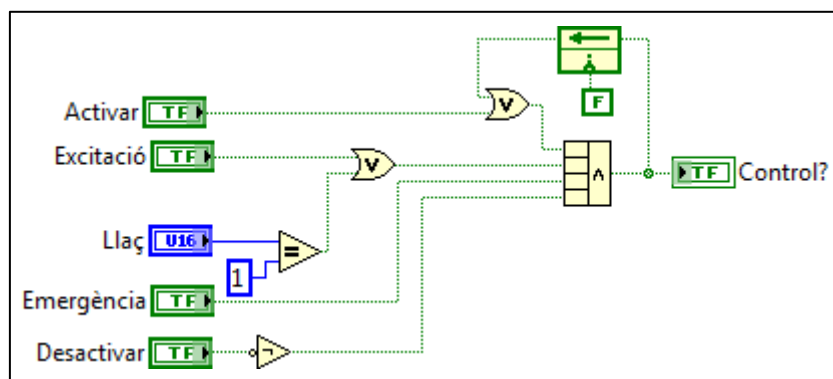 F
V
Activar TF
Excitació TF
V
Λ
TF Control?
Llaç U16
=
1
Emergència TF
Desactivar TF
¬